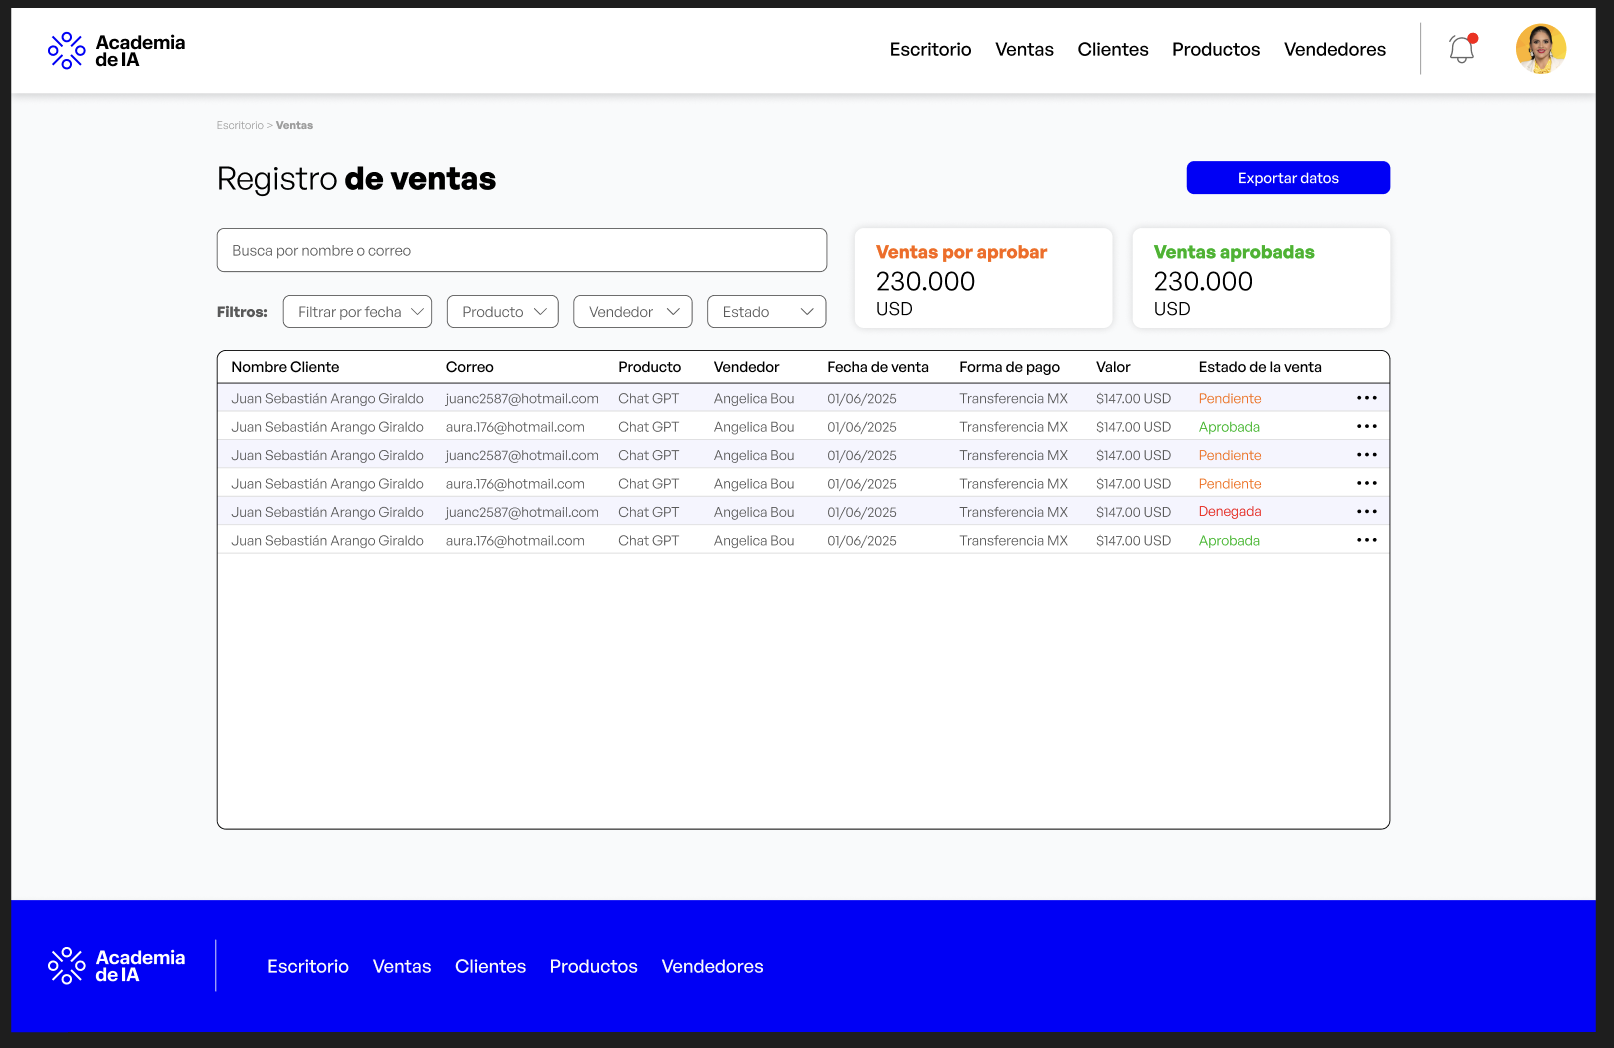 Academia
de IA
Escritorio Ventas Clientes Productos Vendedores
Escritorio > Ventas
Registro de ventas
Exportar datos
Busca por nombre o correo
Filtros: Filtrar por fecha Producto Vendedor Estado
Ventas por aprobar
230.000
USD
Ventas aprobadas
230.000
USD
Nombre Cliente Correo Producto Vendedor Fecha de venta Forma de pago Valor Estado de la venta
Juan Sebastián Arango Giraldo juanc2587@hotmail.com Chat GPT Angelica Bou 01/06/2025 Transferencia MX $147.00 USD Pendiente
Juan Sebastián Arango Giraldo aura.176@hotmail.com Chat GPT Angelica Bou 01/06/2025 Transferencia MX $147.00 USD Aprobada
Juan Sebastián Arango Giraldo juanc2587@hotmail.com Chat GPT Angelica Bou 01/06/2025 Transferencia MX $147.00 USD Pendiente
Juan Sebastián Arango Giraldo aura.176@hotmail.com Chat GPT Angelica Bou 01/06/2025 Transferencia MX $147.00 USD Pendiente
Juan Sebastián Arango Giraldo juanc2587@hotmail.com Chat GPT Angelica Bou 01/06/2025 Transferencia MX $147.00 USD Denegada
Juan Sebastián Arango Giraldo aura.176@hotmail.com Chat GPT Angelica Bou 01/06/2025 Transferencia MX $147.00 USD Aprobada
Academia
de IA
Escritorio Ventas Clientes Productos Vendedores